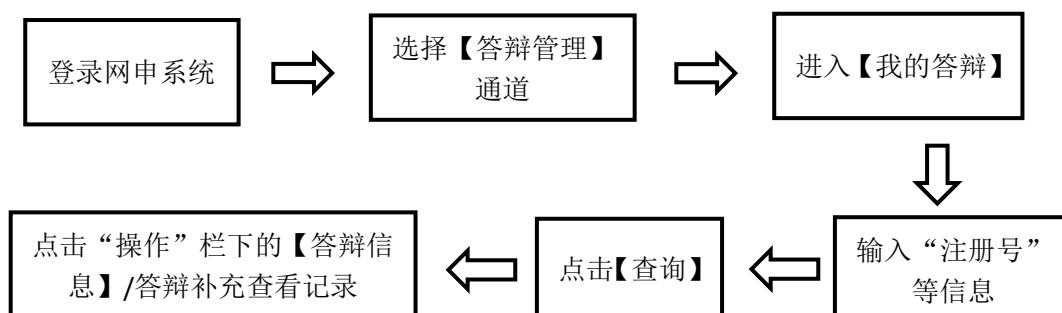 登录网申系统
选择【答辩管理】
通道
进入【我的答辩】
输入“注册号”
等信息
点击【查询】
点击“操作”栏下的【答辩信
息】/答辩补充查看记录